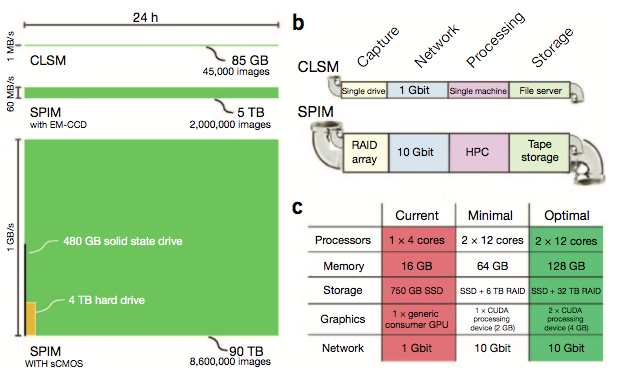 24 h
1 MB/s
CLSM
85 GB
45,000 images
60 MB/s
SPIM
with EM-CCD
5 TB
2,000,000 images
1 GB/s
480 GB solid state drive
4 TB hard drive
SPIM
WITH sCMOS
90 TB
8,600,000 images
b
Capture
Network
Processing
Storage
CLSM
Single drive
1 Gbit
Single machine
File server
SPIM
RAID
array
10 Gbit
HPC
Tape
storage
c
Current
Minimal
Optimal
Processors
1 × 4 cores
2 × 12 cores
2 × 12 cores
Memory
16 GB
64 GB
128 GB
Storage
750 GB SSD
SSD + 6 TB RAID
SSD + 32 TB RAID
Graphics
1 × generic
consumer GPU
1 × CUDA
processing
device (2 GB)
2 × CUDA
processing
device (4 GB)
Network
1 Gbit
10 Gbit
10 Gbit